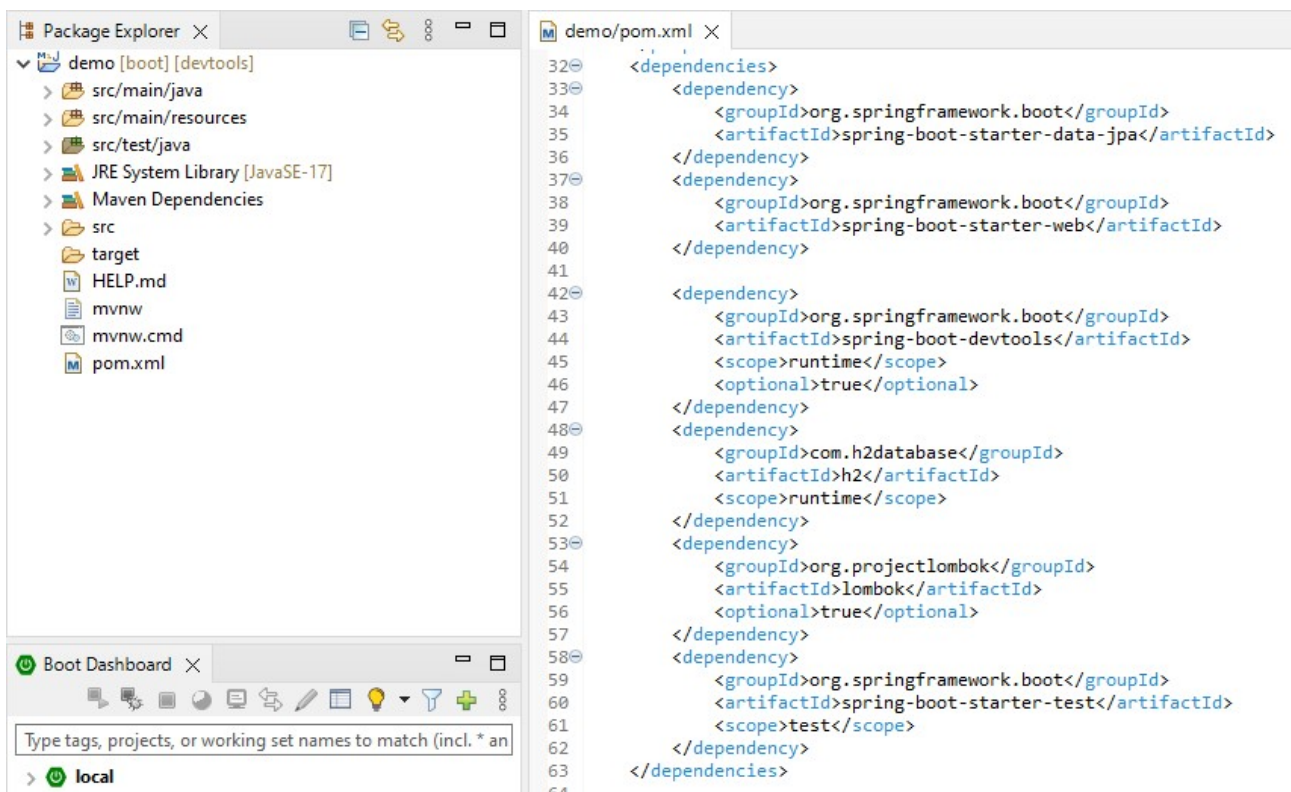 Package Explorer
demo [boot] [devtools]
src/main/java
src/main/resources
src/test/java
JRE System Library [JavaSE-17]
Maven Dependencies
src
target
HELP.md
mvnw
mvnw.cmd
pom.xml
Boot Dashboard
Type tags, projects, or working set names to match (incl. * an
local
demo/pom.xml
32 <dependencies>
33 <dependency>
34 <groupId>org.springframework.boot</groupId>
35 <artifactId>spring-boot-starter-data-jpa</artifactId>
36 </dependency>
37 <dependency>
38 <groupId>org.springframework.boot</groupId>
39 <artifactId>spring-boot-starter-web</artifactId>
40 </dependency>
41
42 <dependency>
43 <groupId>org.springframework.boot</groupId>
44 <artifactId>spring-boot-devtools</artifactId>
45 <scope>runtime</scope>
46 <optional>true</optional>
47 </dependency>
48 <dependency>
49 <groupId>com.h2database</groupId>
50 <artifactId>h2</artifactId>
51 <scope>runtime</scope>
52 </dependency>
53 <dependency>
54 <groupId>org.projectlombok</groupId>
55 <artifactId>lombok</artifactId>
56 <optional>true</optional>
57 </dependency>
58 <dependency>
59 <groupId>org.springframework.boot</groupId>
60 <artifactId>spring-boot-starter-test</artifactId>
61 <scope>test</scope>
62 </dependency>
63 </dependencies>